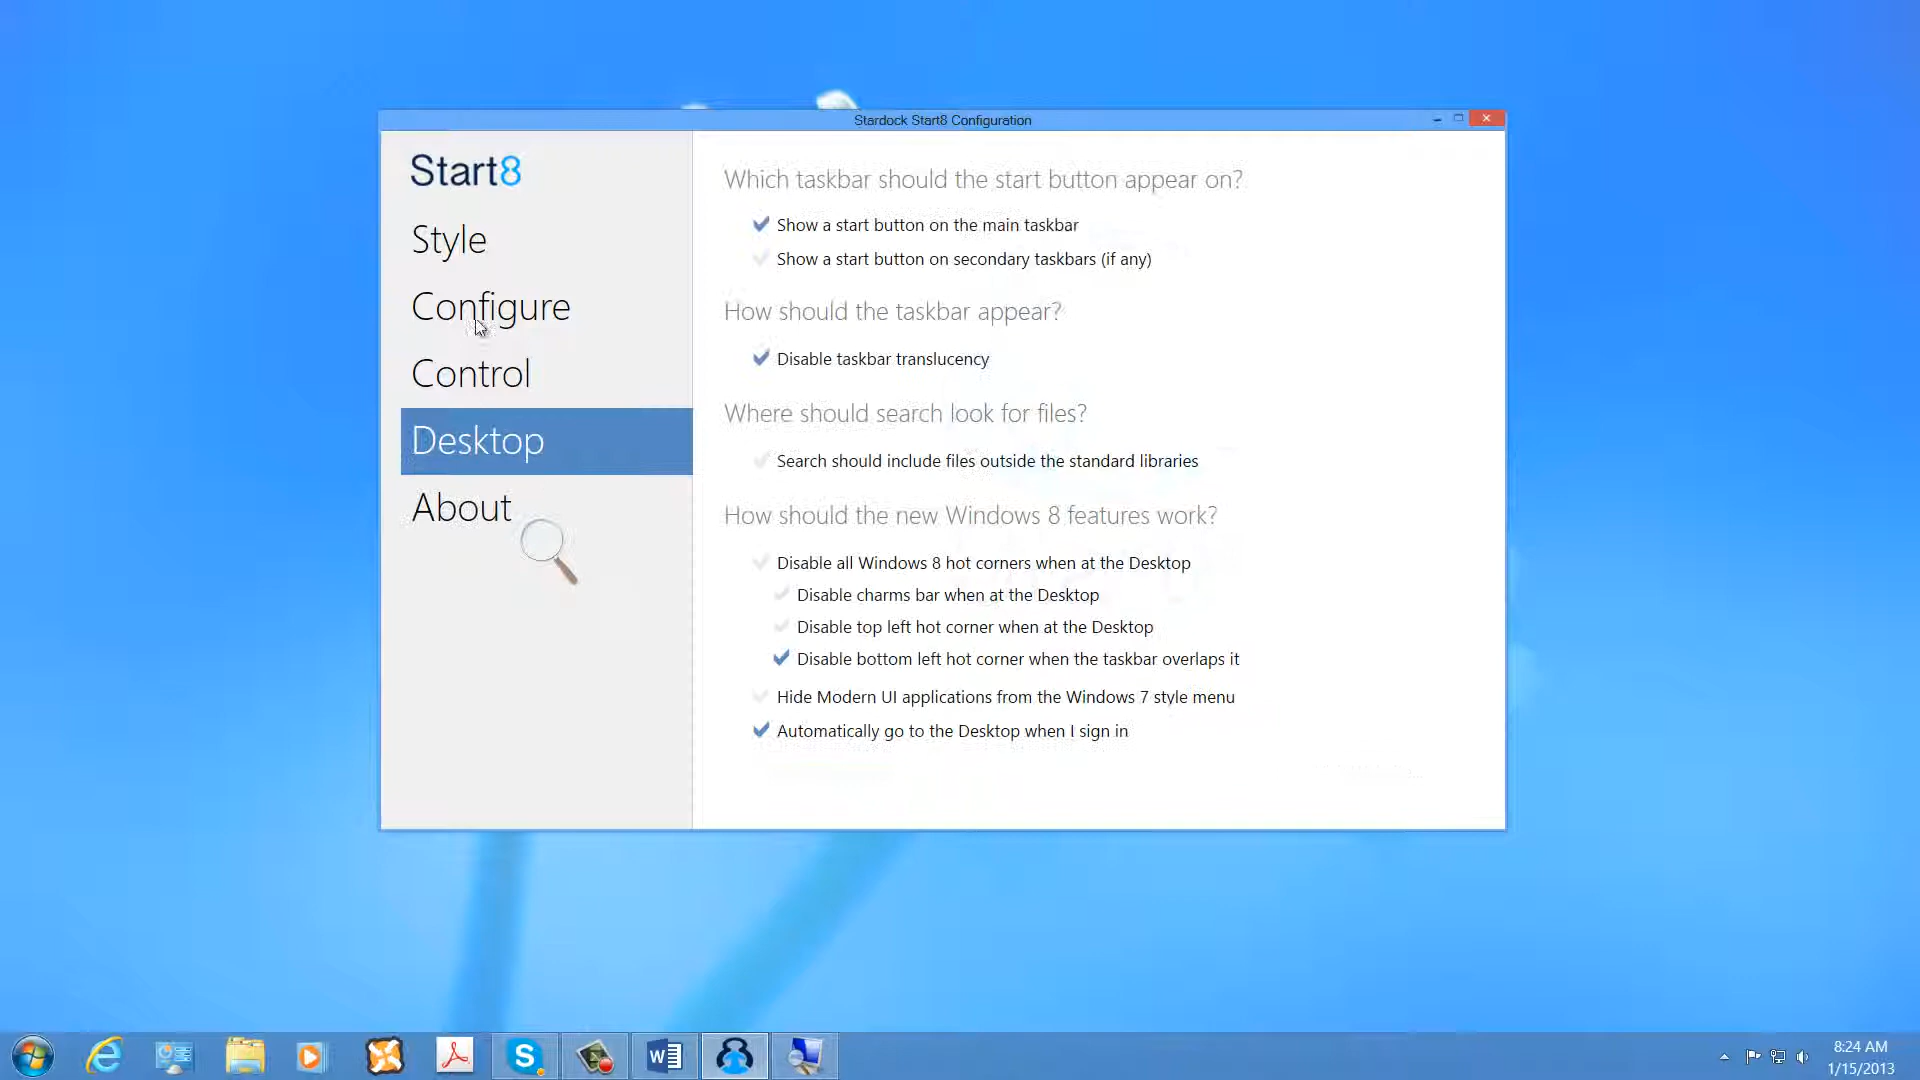 Stardock Start8 Configuration
Start8
Style
Configure
Control
Desktop
About
Which taskbar should the start button appear on?
Show a start button on the main taskbar
Show a start button on secondary taskbars (if any)
How should the taskbar appear?
Disable taskbar translucency
Where should search look for files?
Search should include files outside the standard libraries
How should the new Windows 8 features work?
Disable all Windows 8 hot corners when at the Desktop
Disable charms bar when at the Desktop
Disable top left hot corner when at the Desktop
Disable bottom left hot corner when the taskbar overlaps it
Hide Modern UI applications from the Windows 7 style menu
Automatically go to the Desktop when I sign in
8:24 AM
1/15/2013